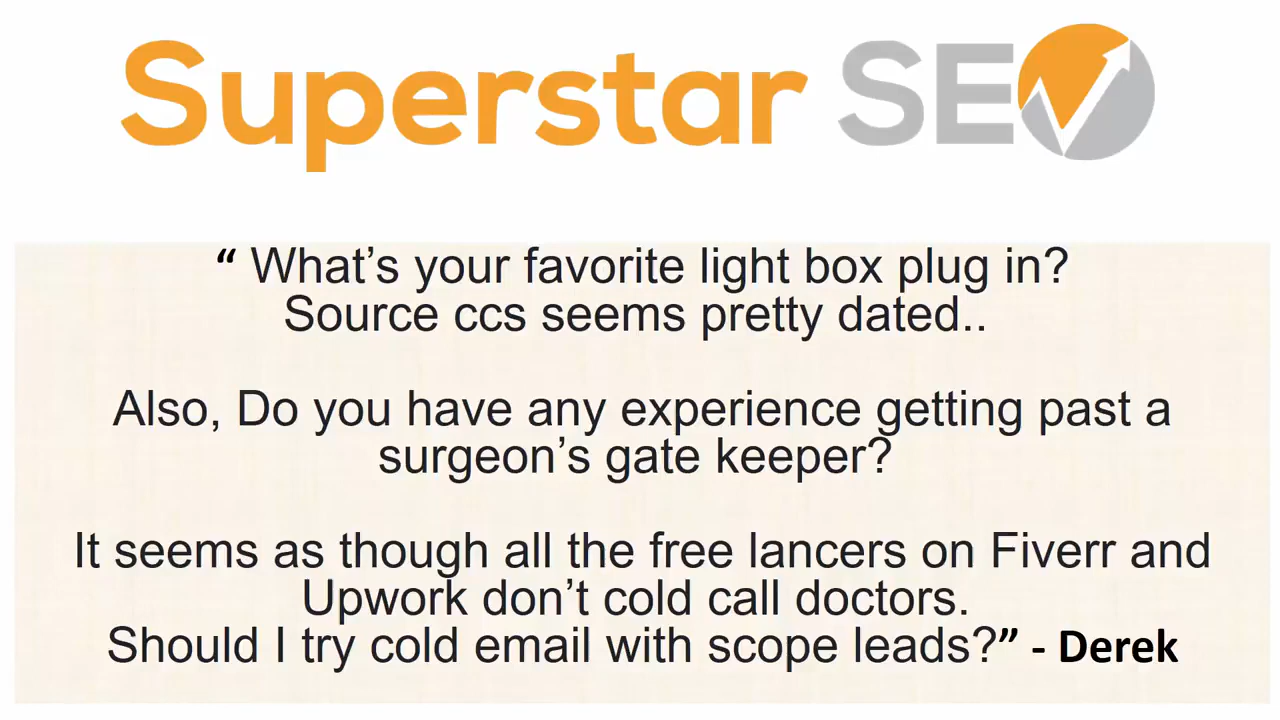 Superstar SEO
“ What’s your favorite light box plug in?
Source ccs seems pretty dated..
Also, Do you have any experience getting past a
surgeon’s gate keeper?
It seems as though all the free lancers on Fiverr and
Upwork don’t cold call doctors.
Should I try cold email with scope leads?” - Derek